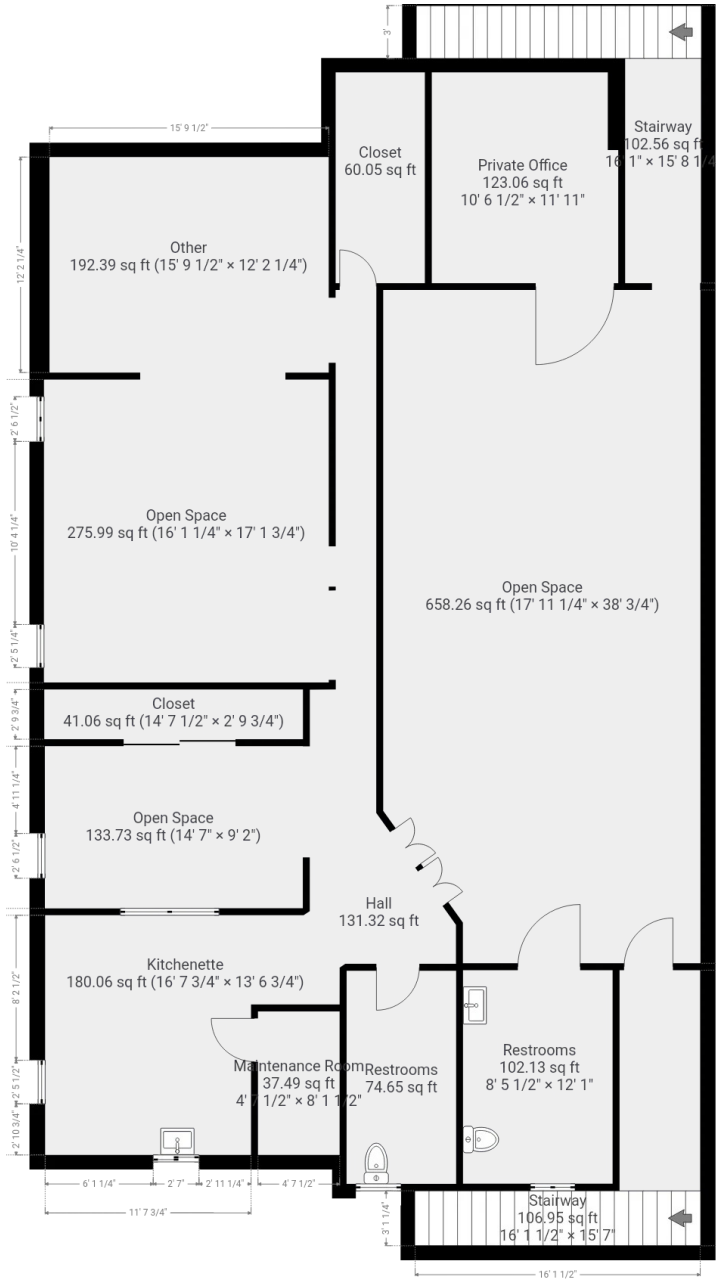 3'
Stairway
102.56 sq ft
16' 1" × 15' 8 1/4
15' 9 1/2"
Closet
60.05 sq ft
Private Office
123.06 sq ft
10' 6 1/2" × 11' 11"
12' 2 1/4"
Other
192.39 sq ft (15' 9 1/2" × 12' 2 1/4")
2' 6 1/2"
10' 4 1/4"
Open Space
275.99 sq ft (16' 1 1/4" × 17' 1 3/4")
Open Space
658.26 sq ft (17' 11 1/4" × 38' 3/4")
2' 5 1/4"
2' 9 3/4"
Closet
41.06 sq ft (14' 7 1/2" × 2' 9 3/4")
4' 11 1/4"
Open Space
133.73 sq ft (14' 7" × 9' 2")
2' 6 1/2"
Hall
131.32 sq ft
8' 2 1/2"
Kitchenette
180.06 sq ft (16' 7 3/4" × 13' 6 3/4")
Maintenance Room
37.49 sq ft
4' 7 1/2" × 8' 1 1/2"
Restrooms
74.65 sq ft
Restrooms
102.13 sq ft
8' 5 1/2" × 12' 1"
2' 5 1/2"
2' 10 3/4"
6' 1 1/4"
2' 7"
2' 11 1/4"
4' 7 1/2"
11' 7 3/4"
3' 1 1/4"
Stairway
106.95 sq ft
16' 1 1/2" × 15' 7"
16' 1 1/2"